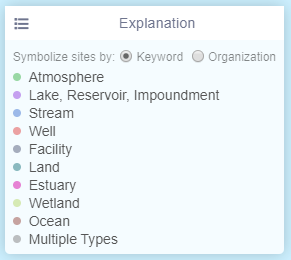 Explanation
Symbolize sites by: Keyword Organization
Atmosphere
Lake, Reservoir, Impoundment
Stream
Well
Facility
Land
Estuary
Wetland
Ocean
Multiple Types